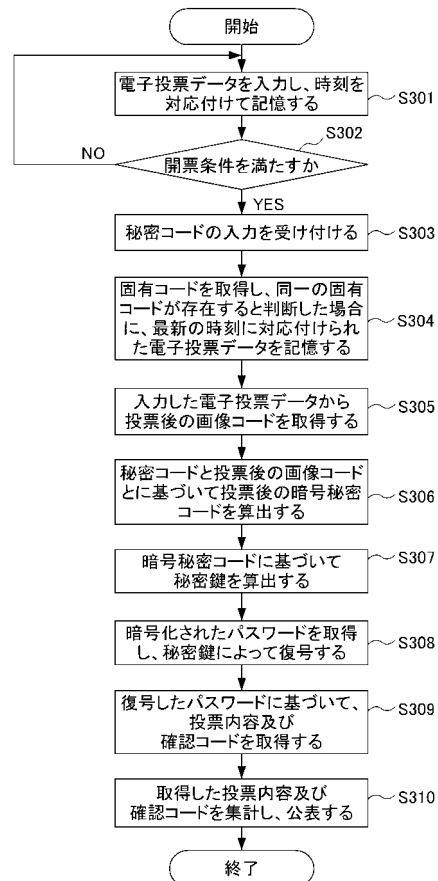 開始
電子投票データを入力し、時刻を
対応付けて記憶する
S301
S302
NO
開票条件を満たすか
YES
秘密コードの入力を受け付ける
S303
固有コードを取得し、同一の固有
コードが存在すると判断した場合
に、最新の時刻に対応付けられ
た電子投票データを記憶する
S304
入力した電子投票データから
投票後の画像コードを取得する
S305
秘密コードと投票後の画像コード
とに基づいて投票後の暗号秘密
コードを算出する
S306
暗号秘密コードに基づいて
秘密鍵を算出する
S307
暗号化されたパスワードを取得
し、秘密鍵によって復号する
S308
復号したパスワードに基づいて、
投票内容及び
確認コードを取得する
S309
取得した投票内容及び
確認コードを集計し、公表する
S310
終了